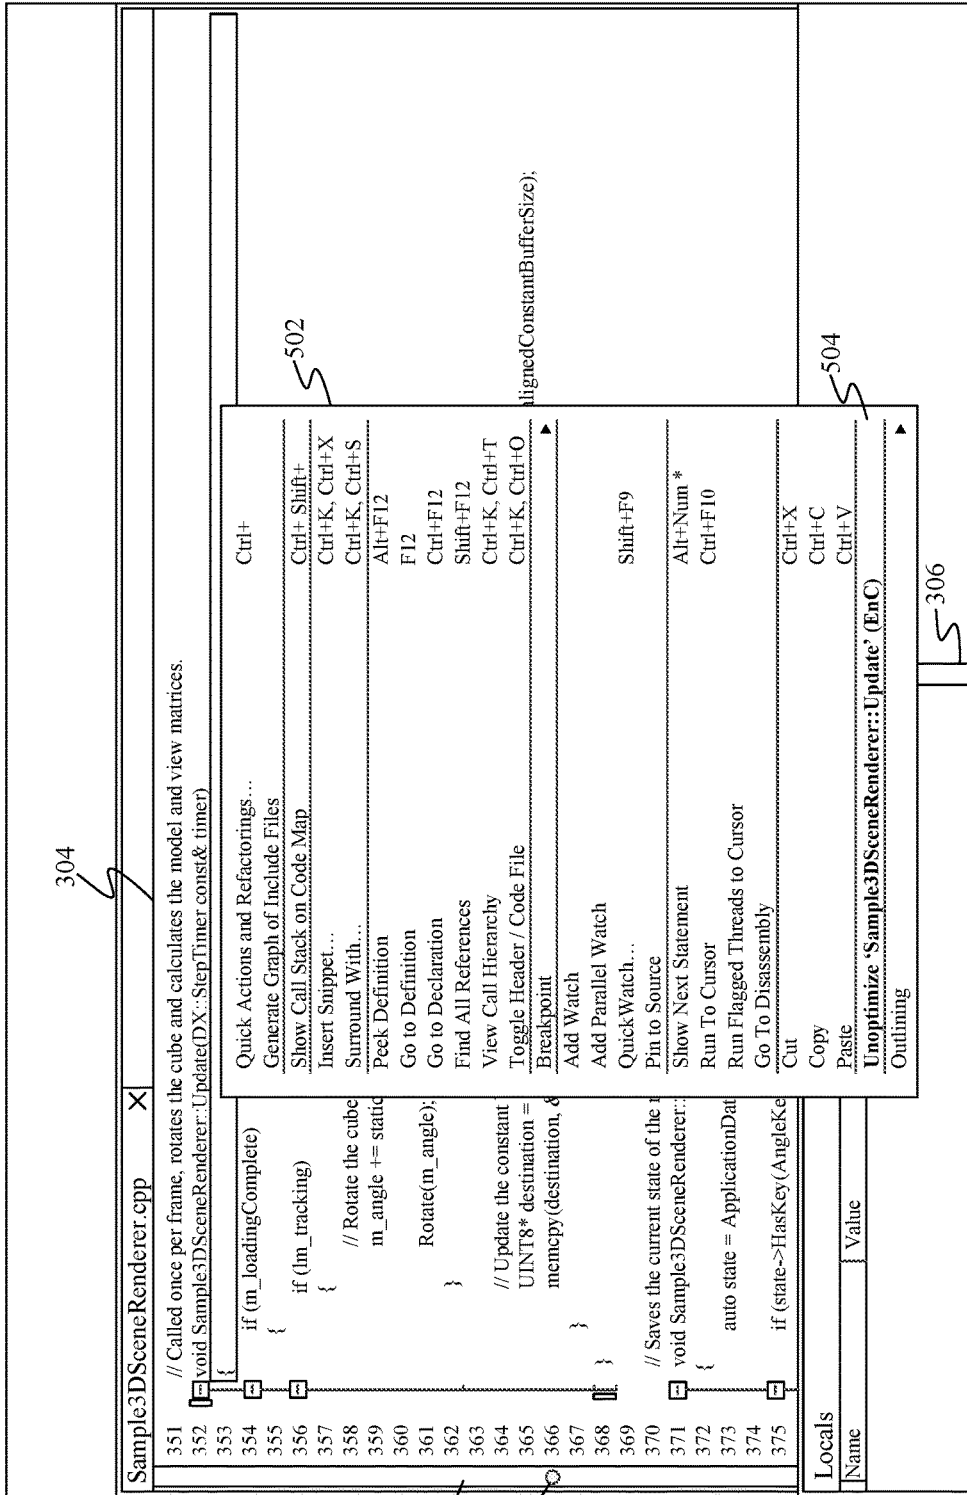 304
Sample3DSceneRenderer.cpp X
351 // Called once per frame, rotates the cube and calculates the model and view matrices.
352 void Sample3DSceneRenderer::Update(DX::StepTimer const& timer)
353 {
354 if (m_loadingComplete)
355 {
356 if (lm_tracking)
357 {
358 // Rotate the cube
359 m_angle += static
360
361 Rotate(m_angle);
362 }
363
364 // Update the constant
365 UINT8* destination = lignedConstantBufferSize);
366 memcpy(destination, &
367 }
368 }
369
370 // Saves the current state of the
371 void Sample3DSceneRenderer::
372 {
373 auto state = ApplicationDat
374
375 if (state->HasKey(AngleKe
502
Quick Actions and Refactorings... Ctrl+
Generate Graph of Include Files
Show Call Stack on Code Map Ctrl+ Shift+
Insert Snippet... Ctrl+K, Ctrl+X
Surround With... Ctrl+K, Ctrl+S
Peek Definition Alt+F12
Go to Definition F12
Go to Declaration Ctrl+F12
Find All References Shift+F12
View Call Hierarchy Ctrl+K, Ctrl+T
Toggle Header / Code File Ctrl+K, Ctrl+O
Breakpoint
Add Watch
Add Parallel Watch
QuickWatch... Shift+F9
Pin to Source
Show Next Statement Alt+Num *
Run To Cursor Ctrl+F10
Run Flagged Threads to Cursor
Go To Disassembly
Cut Ctrl+X
Copy Ctrl+C
Paste Ctrl+V
Unoptimize ‘Sample3DSceneRenderer::Update’ (EnC)
Outlining
504
Locals
Name Value
306